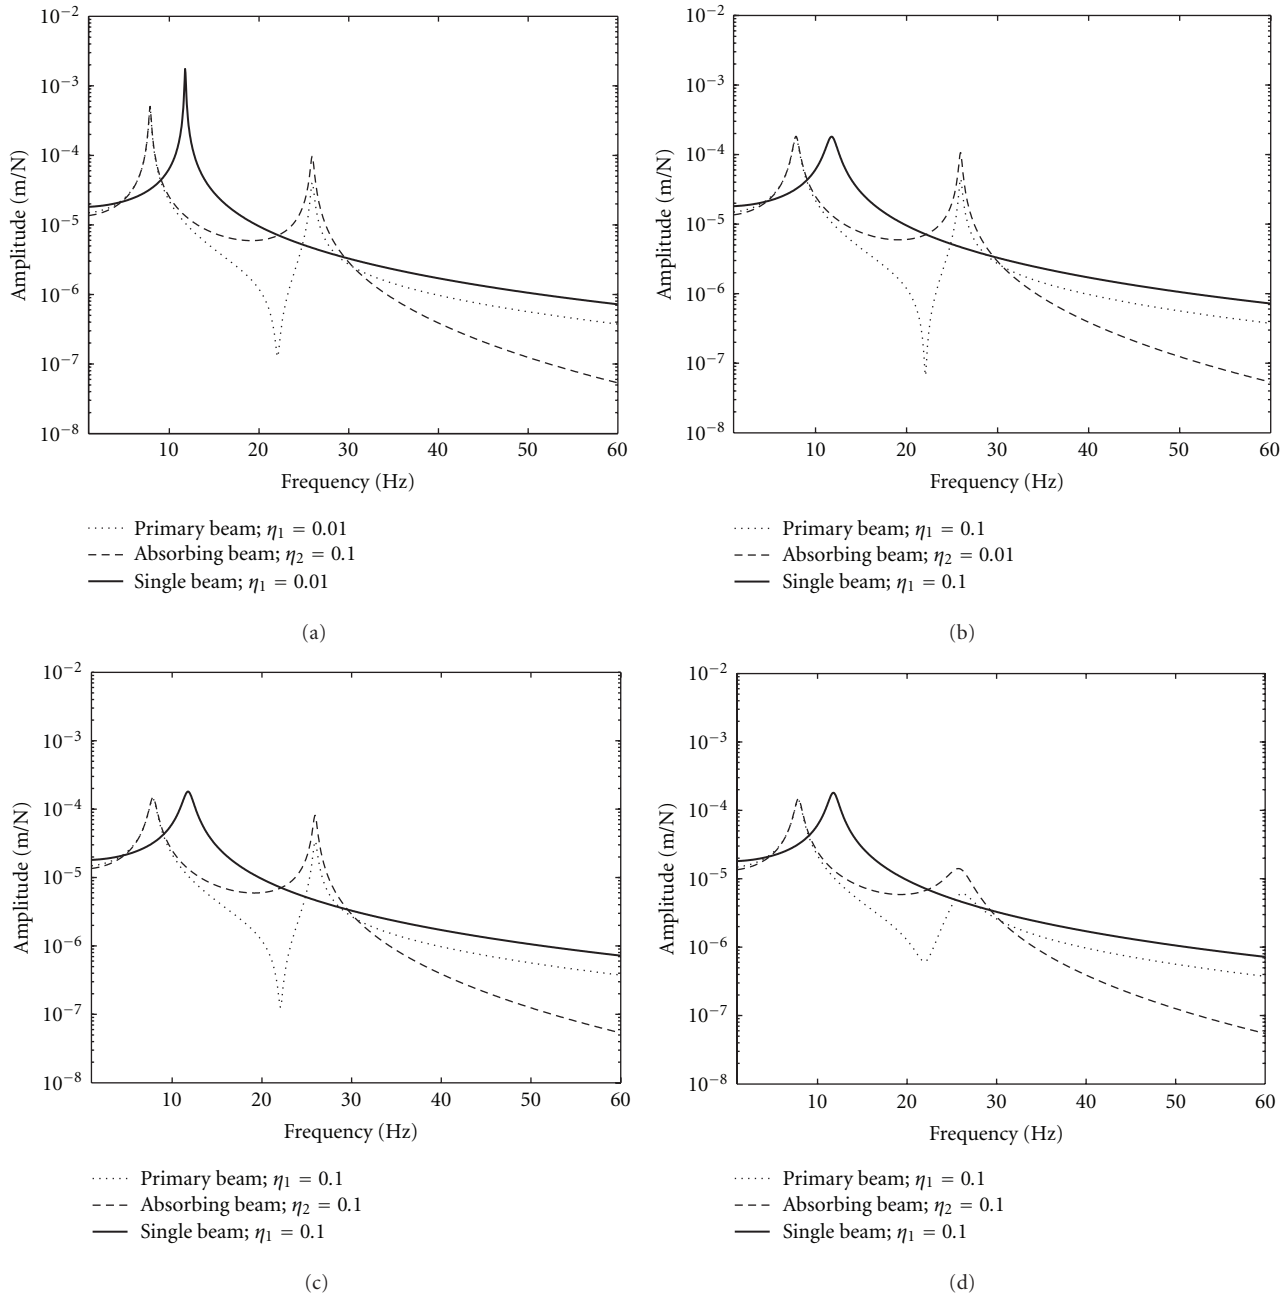 10−2
10−3
10−4
10−5
10−6
10−7
10−8
Amplitude (m/N)
10 20 30 40 50 60
Frequency (Hz)
Primary beam; η1 = 0.01
Absorbing beam; η2 = 0.1
Single beam; η1 = 0.01
(a)
10−2
10−3
10−4
10−5
10−6
10−7
10−8
Amplitude (m/N)
10 20 30 40 50 60
Frequency (Hz)
Primary beam; η1 = 0.1
Absorbing beam; η2 = 0.01
Single beam; η1 = 0.1
(b)
10−2
10−3
10−4
10−5
10−6
10−7
10−8
Amplitude (m/N)
10 20 30 40 50 60
Frequency (Hz)
Primary beam; η1 = 0.1
Absorbing beam; η2 = 0.1
Single beam; η1 = 0.1
(c)
10−2
10−3
10−4
10−5
10−6
10−7
10−8
Amplitude (m/N)
10 20 30 40 50 60
Frequency (Hz)
Primary beam; η1 = 0.1
Absorbing beam; η2 = 0.1
Single beam; η1 = 0.1
(d)